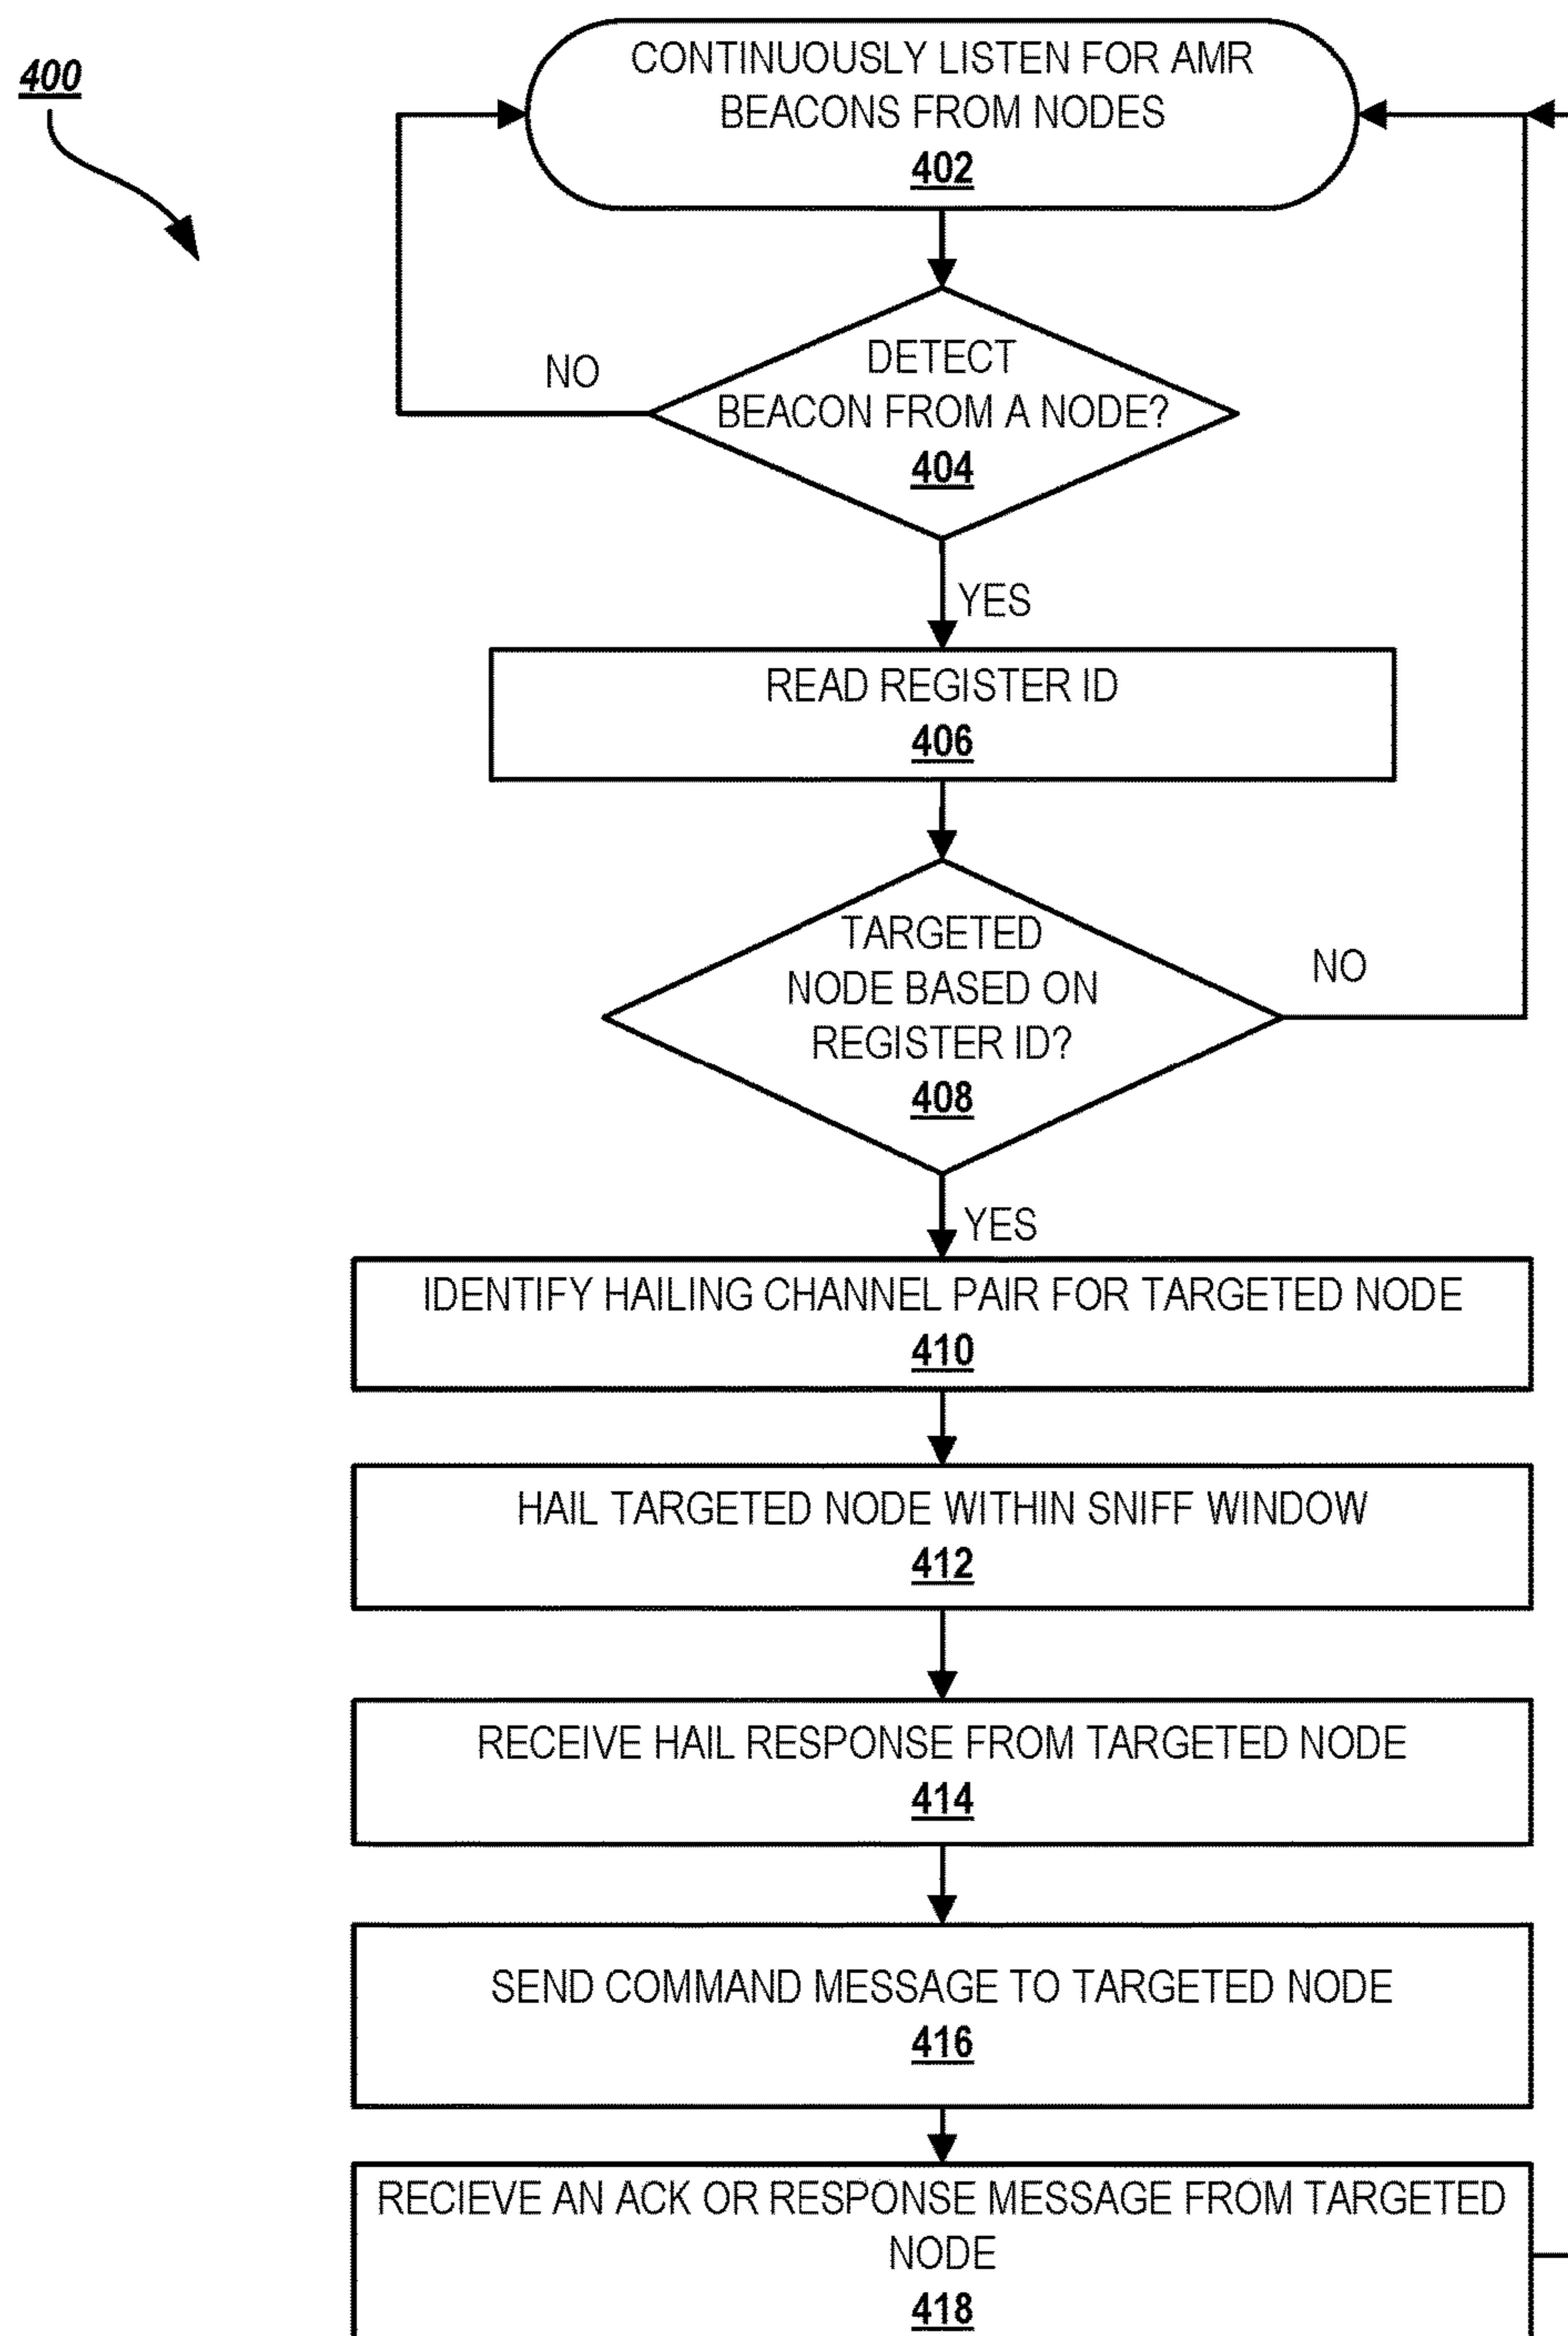 400
CONTINUOUSLY LISTEN FOR AMR
BEACONS FROM NODES
402
DETECT
BEACON FROM A NODE?
404
NO
YES
READ REGISTER ID
406
TARGETED
NODE BASED ON
REGISTER ID?
408
NO
YES
IDENTIFY HAILING CHANNEL PAIR FOR TARGETED NODE
410
HAIL TARGETED NODE WITHIN SNIFF WINDOW
412
RECEIVE HAIL RESPONSE FROM TARGETED NODE
414
SEND COMMAND MESSAGE TO TARGETED NODE
416
RECIEVE AN ACK OR RESPONSE MESSAGE FROM TARGETED
NODE
418